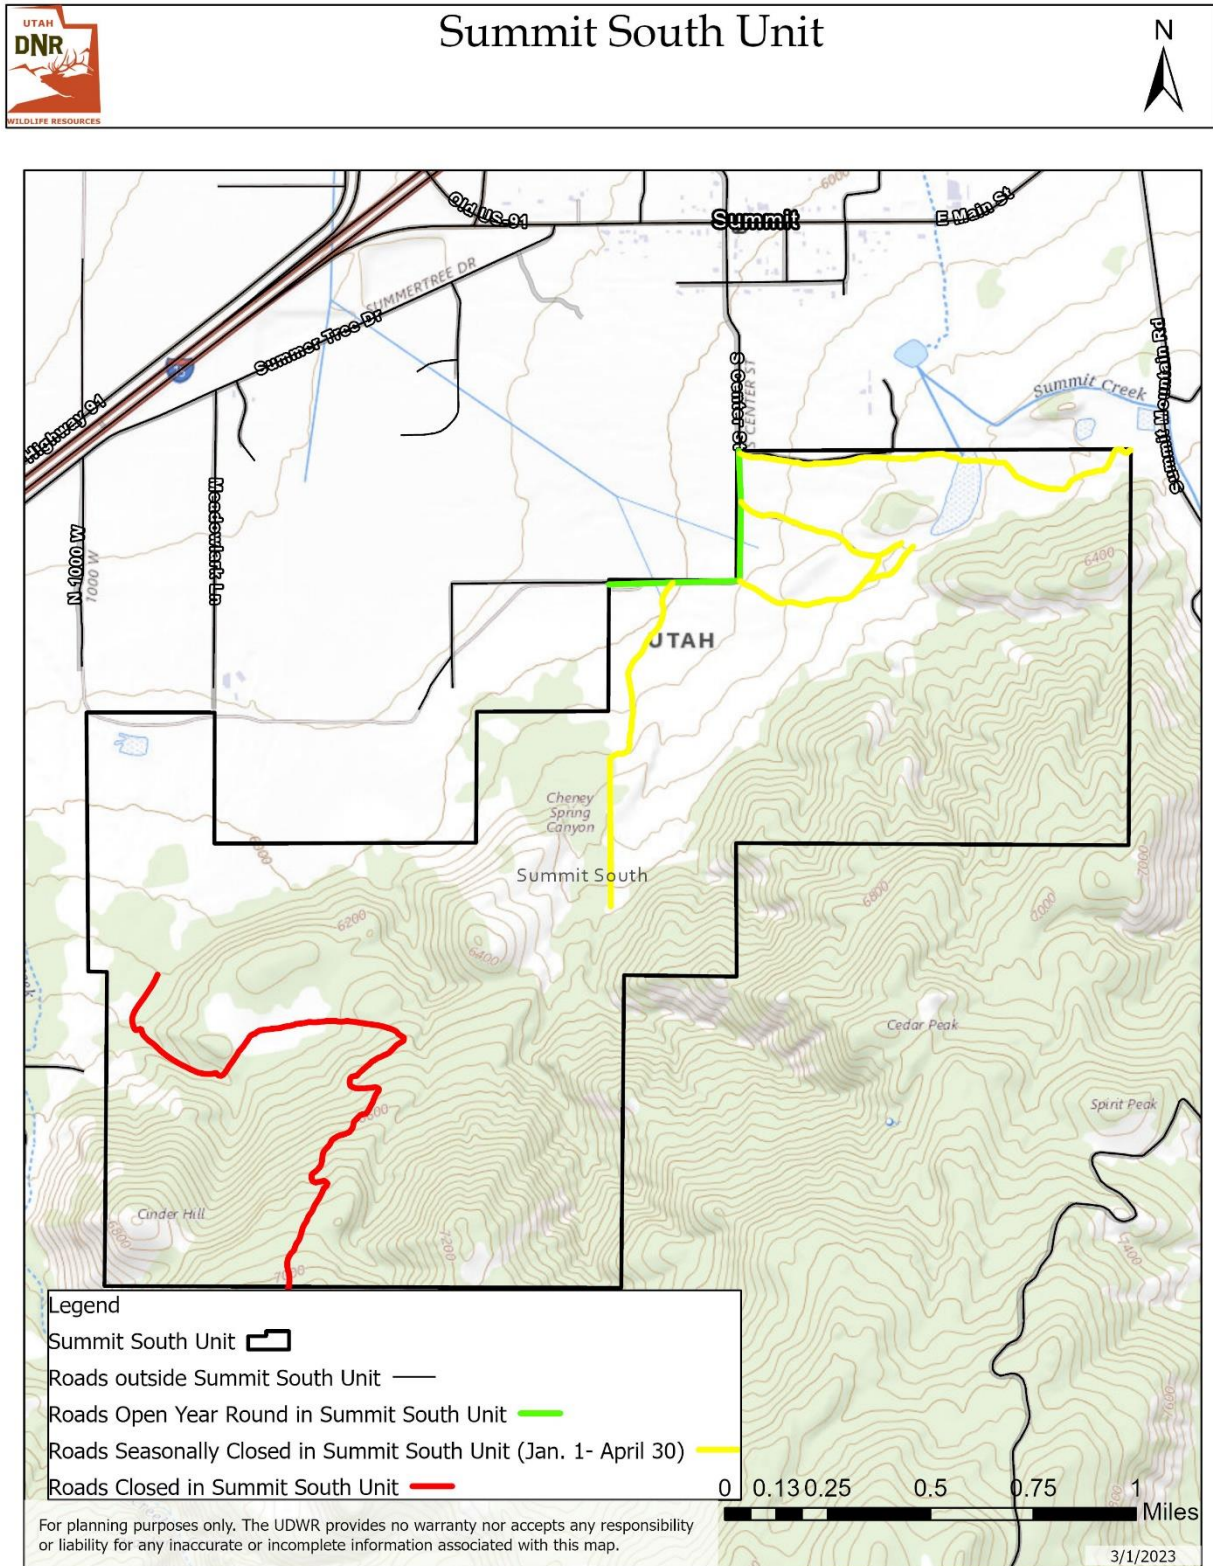 UTAH
DNR
WILDLIFE RESOURCES
Summit South Unit
N
6000
Old US-91
Summit
E Main St
SUMMERTREE DR
Summer Tree Dr
Highway 91
S Center St
S CENTER ST
Summit Creek
Summit Mountain Rd
N 1000 W
1000 W
Meadowlark Ln
6400
UTAH
Cheney
Spring
Canyon
Summit South
6000
6200
6400
6800
7000
7000
Cedar Peak
Spirit Peak
Cinder Hill
6800
7200
7000
7400
7600
Legend
Summit South Unit
Roads outside Summit South Unit
Roads Open Year Round in Summit South Unit
Roads Seasonally Closed in Summit South Unit (Jan. 1- April 30)
Roads Closed in Summit South Unit
0 0.13 0.25 0.5 0.75 1
Miles
For planning purposes only. The UDWR provides no warranty nor accepts any responsibility
or liability for any inaccurate or incomplete information associated with this map.
3/1/2023